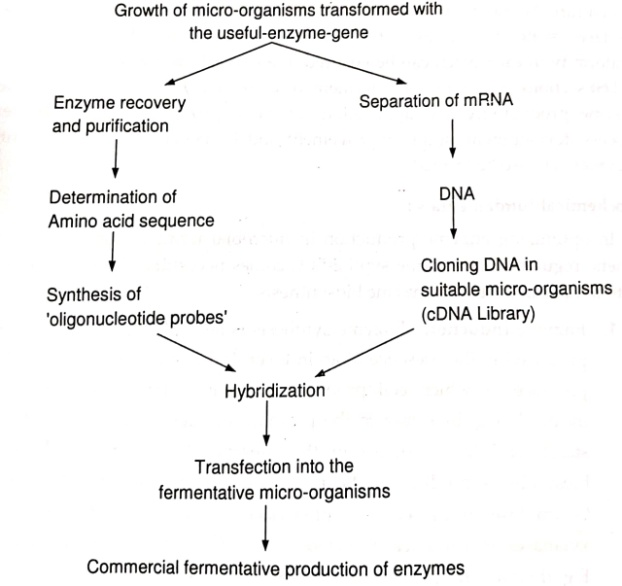 Growth of micro-organisms transformed with
the useful-enzyme-gene
Enzyme recovery
and purification
Separation of mRNA
Determination of
Amino acid sequence
DNA
Synthesis of
'oligonucleotide probes'
Cloning DNA in
suitable micro-organisms
(cDNA Library)
Hybridization
Transfection into the
fermentative micro-organisms
Commercial fermentative production of enzymes